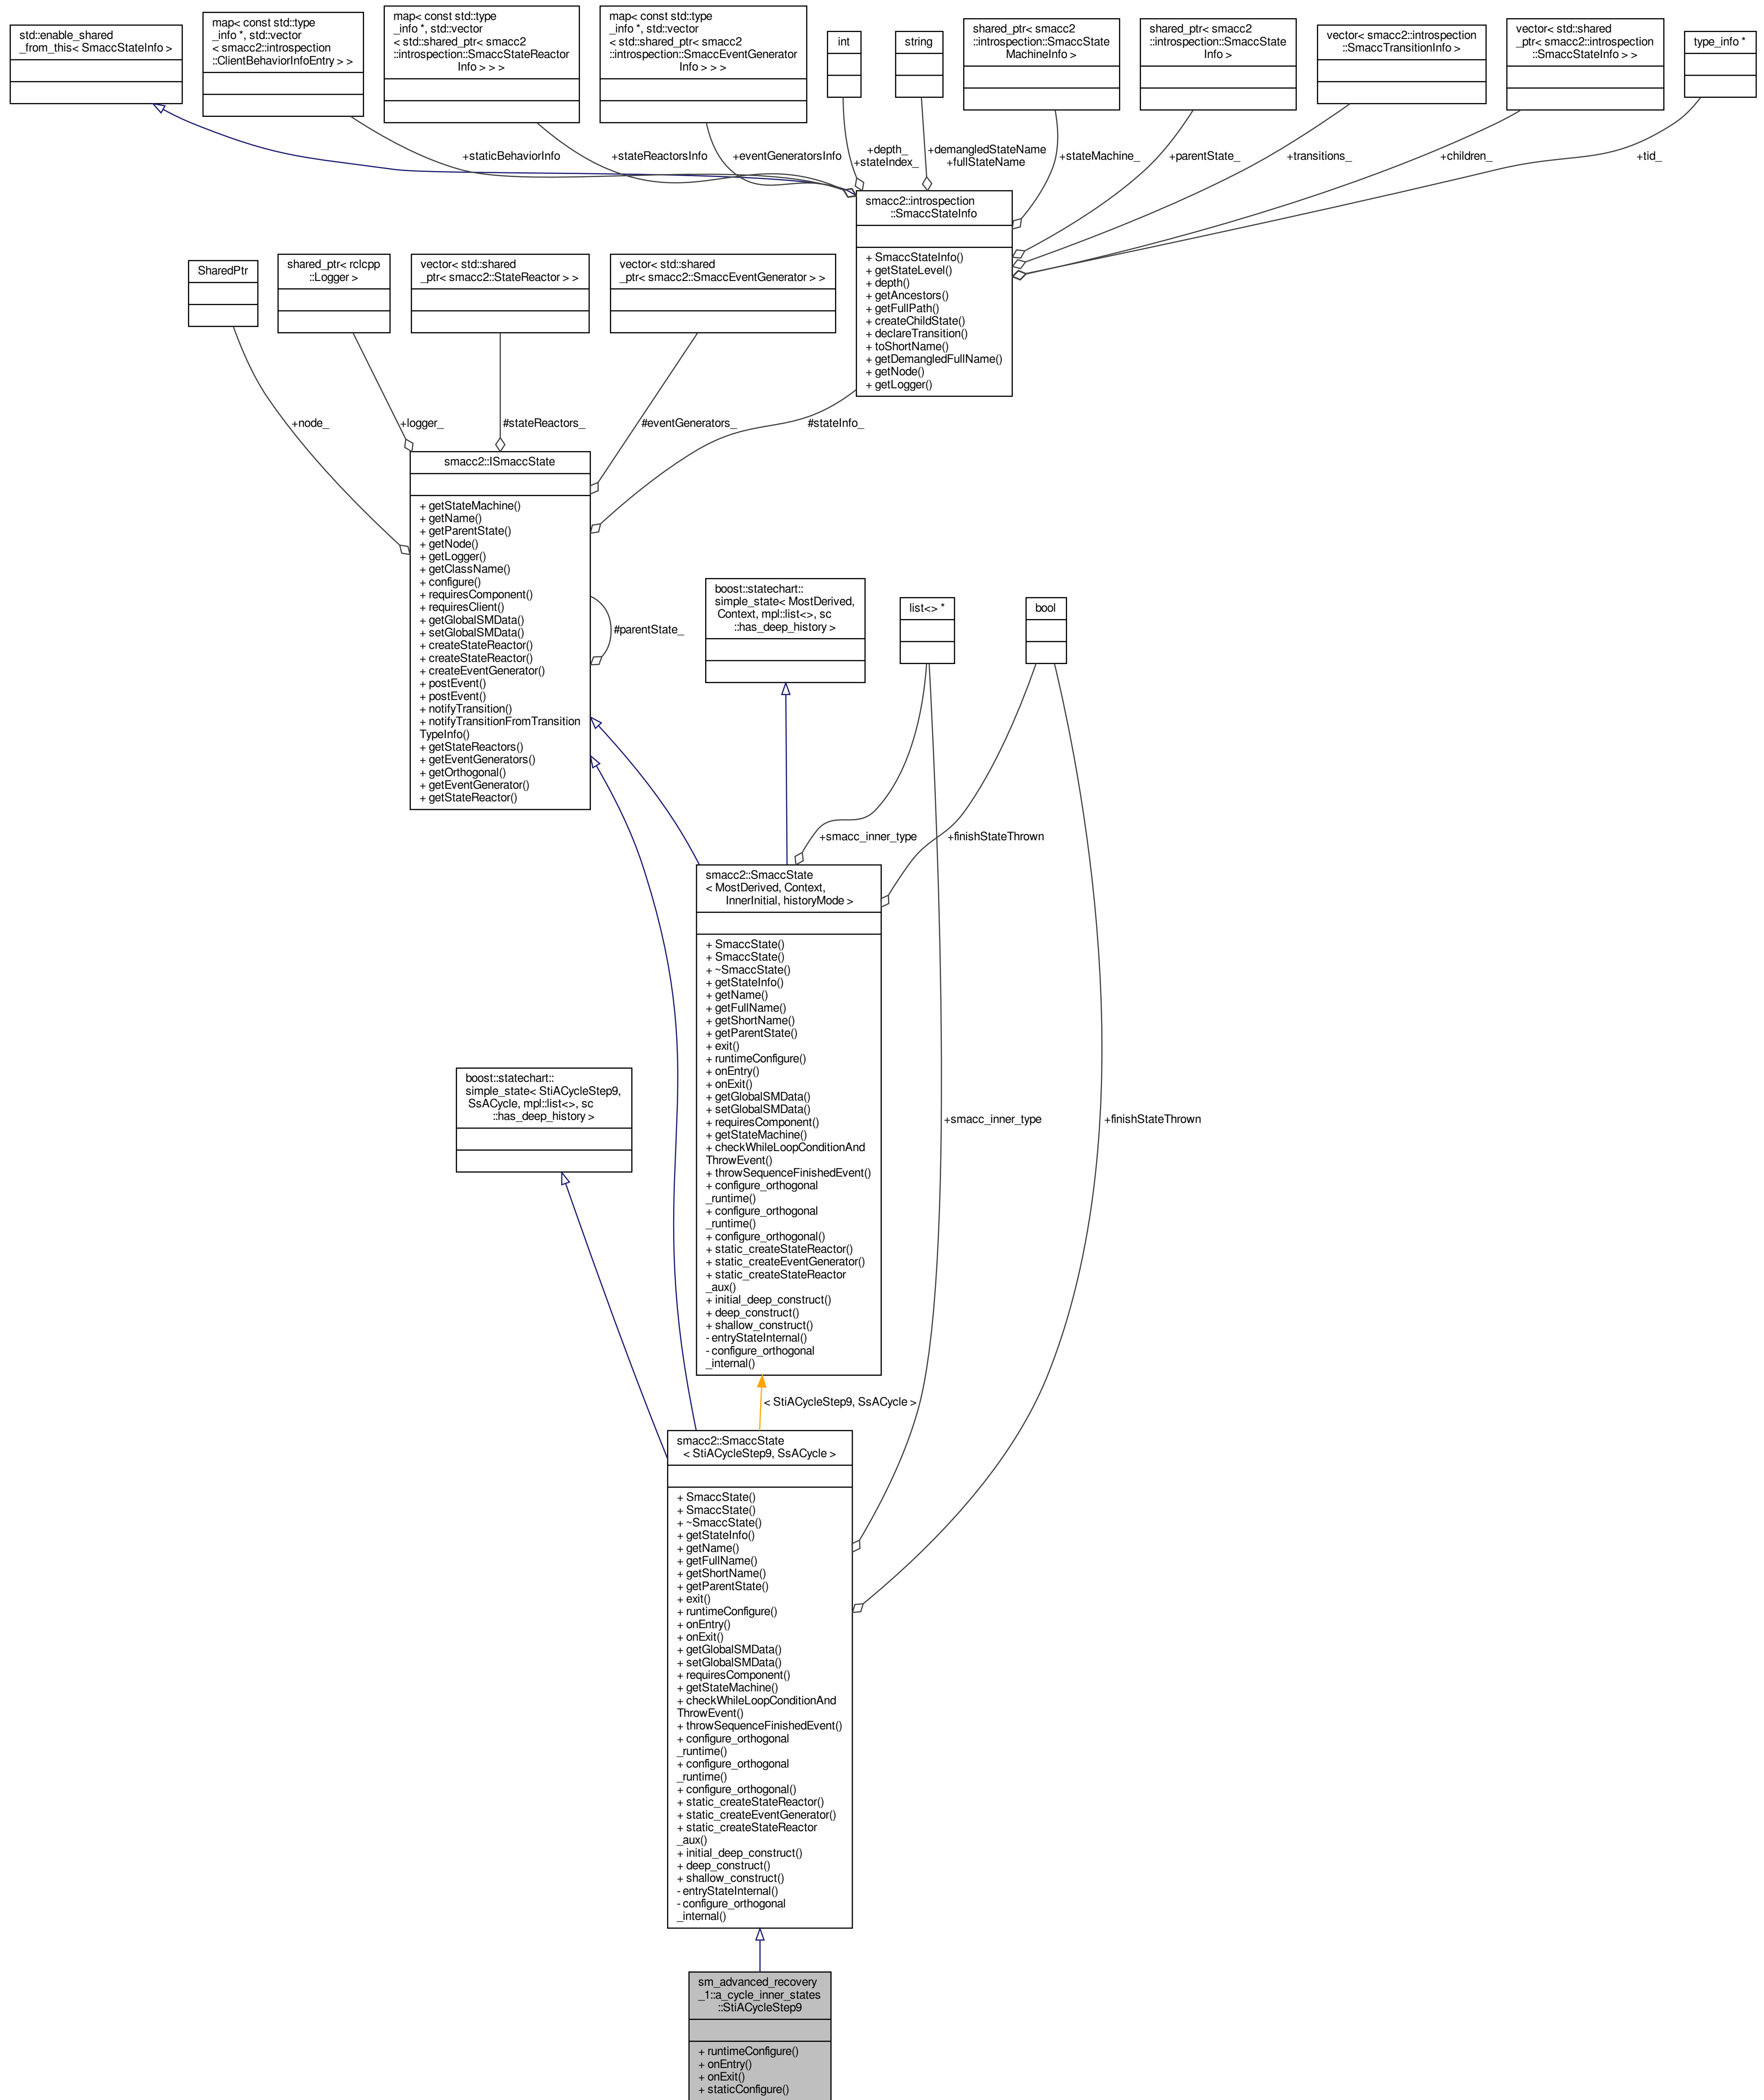 std::enable_shared
_from_this< SmaccStateInfo >
map< const std::type
_info *, std::vector
< smacc2::introspection
::ClientBehaviorInfoEntry > >
map< const std::type
_info *, std::vector
< std::shared_ptr< smacc2
::introspection::SmaccStateReactor
Info > > >
map< const std::type
_info *, std::vector
< std::shared_ptr< smacc2
::introspection::SmaccEventGenerator
Info > > >
int
string
shared_ptr< smacc2
::introspection::SmaccState
MachineInfo >
shared_ptr< smacc2
::introspection::SmaccState
Info >
vector< smacc2::introspection
::SmaccTransitionInfo >
vector< std::shared
_ptr< smacc2::introspection
::SmaccStateInfo > >
type_info *
+staticBehaviorInfo
+stateReactorsInfo
+eventGeneratorsInfo
+depth_
+stateIndex_
+demangledStateName
+fullStateName
+stateMachine_
+parentState_
+transitions_
+children_
+tid_
smacc2::introspection
::SmaccStateInfo
+ SmaccStateInfo()
+ getStateLevel()
+ depth()
+ getAncestors()
+ getFullPath()
+ createChildState()
+ declareTransition()
+ toShortName()
+ getDemangledFullName()
+ getNode()
+ getLogger()
SharedPtr
shared_ptr< rclcpp
::Logger >
vector< std::shared
_ptr< smacc2::StateReactor > >
vector< std::shared
_ptr< smacc2::SmaccEventGenerator > >
+node_
+logger_
#stateReactors_
#eventGenerators_
#stateInfo_
smacc2::ISmaccState
+ getStateMachine()
+ getName()
+ getParentState()
+ getNode()
+ getLogger()
+ getClassName()
+ configure()
+ requiresComponent()
+ requiresClient()
+ getGlobalSMData()
+ setGlobalSMData()
+ createStateReactor()
+ createStateReactor()
+ createEventGenerator()
+ postEvent()
+ postEvent()
+ notifyTransition()
+ notifyTransitionFromTransition
TypeInfo()
+ getStateReactors()
+ getEventGenerators()
+ getOrthogonal()
+ getEventGenerator()
+ getStateReactor()
#parentState_
boost::statechart::
simple_state< MostDerived,
Context, mpl::list<>, sc
::has_deep_history >
list<> *
bool
+smacc_inner_type
+finishStateThrown
smacc2::SmaccState
< MostDerived, Context,
InnerInitial, historyMode >
+ SmaccState()
+ SmaccState()
+ ~SmaccState()
+ getStateInfo()
+ getName()
+ getFullName()
+ getShortName()
+ getParentState()
+ exit()
+ runtimeConfigure()
+ onEntry()
+ onExit()
+ getGlobalSMData()
+ setGlobalSMData()
+ requiresComponent()
+ getStateMachine()
+ checkWhileLoopConditionAnd
ThrowEvent()
+ throwSequenceFinishedEvent()
+ configure_orthogonal
_runtime()
+ configure_orthogonal
_runtime()
+ configure_orthogonal()
+ static_createStateReactor()
+ static_createEventGenerator()
+ static_createStateReactor
_aux()
+ initial_deep_construct()
+ deep_construct()
+ shallow_construct()
- entryStateInternal()
- configure_orthogonal
_internal()
boost::statechart::
simple_state< StiACycleStep9,
SsACycle, mpl::list<>, sc
::has_deep_history >
+smacc_inner_type
+finishStateThrown
< StiACycleStep9, SsACycle >
smacc2::SmaccState
< StiACycleStep9, SsACycle >
+ SmaccState()
+ SmaccState()
+ ~SmaccState()
+ getStateInfo()
+ getName()
+ getFullName()
+ getShortName()
+ getParentState()
+ exit()
+ runtimeConfigure()
+ onEntry()
+ onExit()
+ getGlobalSMData()
+ setGlobalSMData()
+ requiresComponent()
+ getStateMachine()
+ checkWhileLoopConditionAnd
ThrowEvent()
+ throwSequenceFinishedEvent()
+ configure_orthogonal
_runtime()
+ configure_orthogonal
_runtime()
+ configure_orthogonal()
+ static_createStateReactor()
+ static_createEventGenerator()
+ static_createStateReactor
_aux()
+ initial_deep_construct()
+ deep_construct()
+ shallow_construct()
- entryStateInternal()
- configure_orthogonal
_internal()
sm_advanced_recovery
_1::a_cycle_inner_states
::StiACycleStep9
+ runtimeConfigure()
+ onEntry()
+ onExit()
+ staticConfigure()